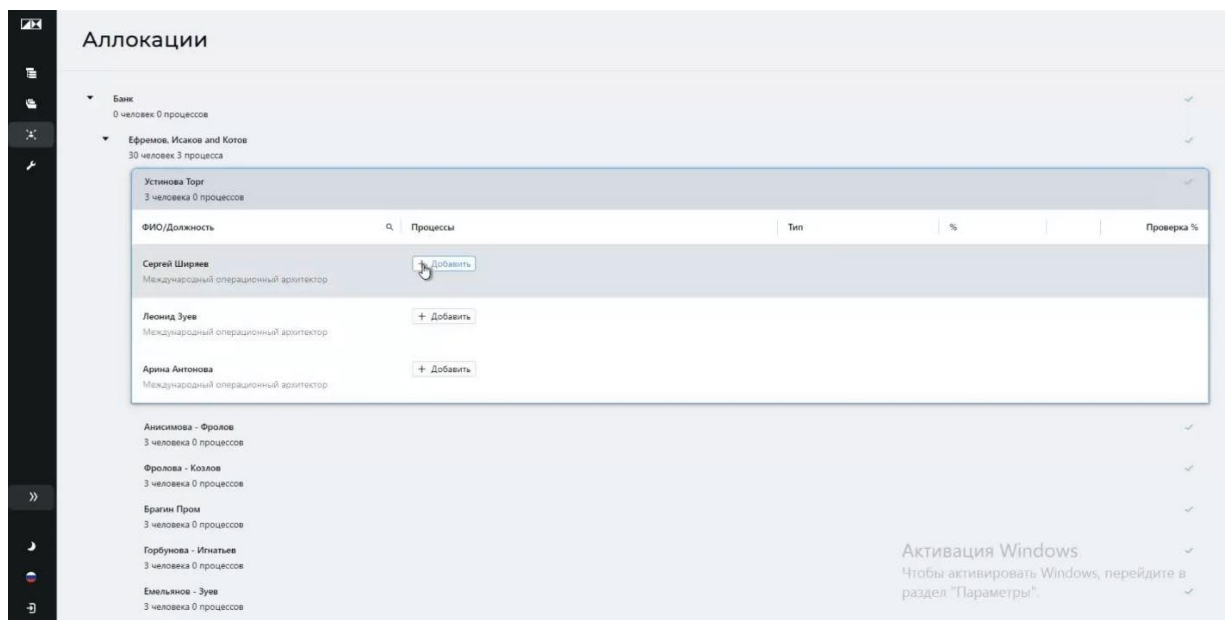 Аллокации
Банк
0 человек 0 процессов
Ефремов, Исаков and Котов
30 человек 3 процесса
Устинова Торг
3 человека 0 процессов
ФИО/Должность Процессы Тип % Проверка %
Сергей Ширяев + Добавить
Международный операционный архитектор
Леонид Зуев + Добавить
Международный операционный архитектор
Арина Антонова + Добавить
Международный операционный архитектор
Анисимова - Фролов
3 человека 0 процессов
Фролова - Козлов
3 человека 0 процессов
Брагин Пром
3 человека 0 процессов
Горбунова - Игнатьев
3 человека 0 процессов
Емельянов - Зуев
3 человека 0 процессов
Активация Windows
Чтобы активировать Windows, перейдите в
раздел "Параметры".